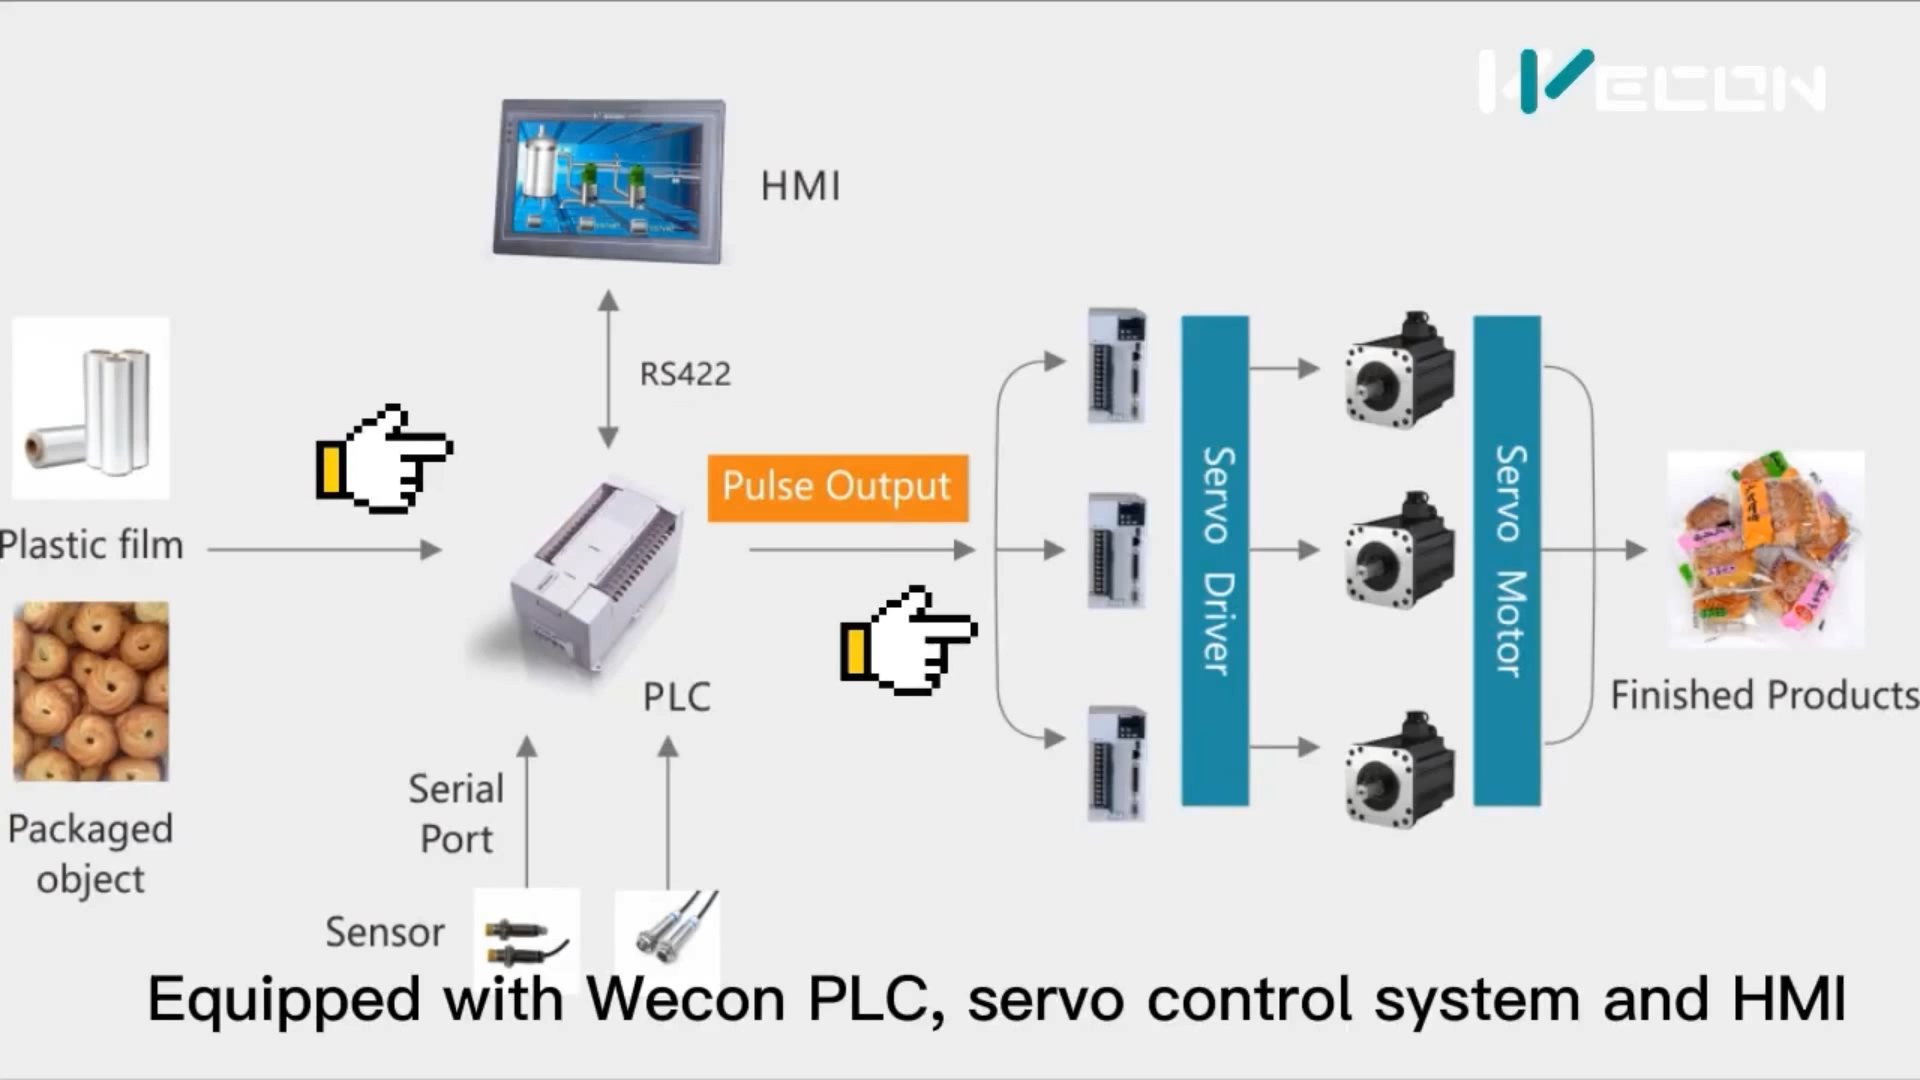 WECON
HMI
RS422
Pulse Output
Plastic film
PLC
Servo Driver
Servo Motor
Finished Products
Packaged
object
Serial
Port
Sensor
Equipped with Wecon PLC, servo control system and HMI